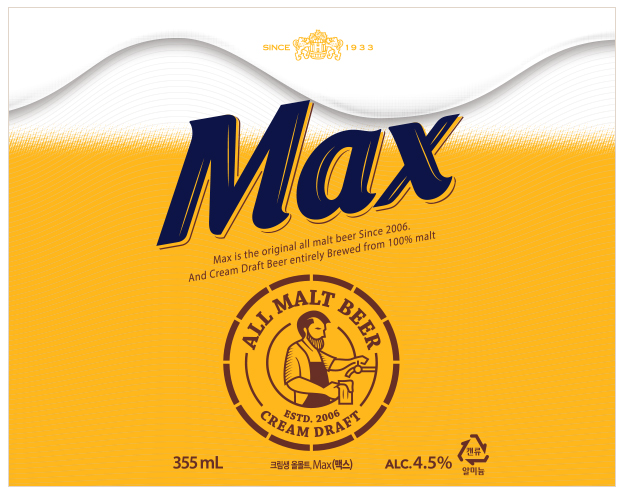 SINCE 1933
Max
Max is the original all malt beer Since 2006.
And Cream Draft Beer entirely Brewed from 100% malt
ALL MALT BEER
ESTD. 2006
CREAM DRAFT
355 mL 크림생 올몰트, Max (맥스) ALC. 4.5%
캔류
알미늄